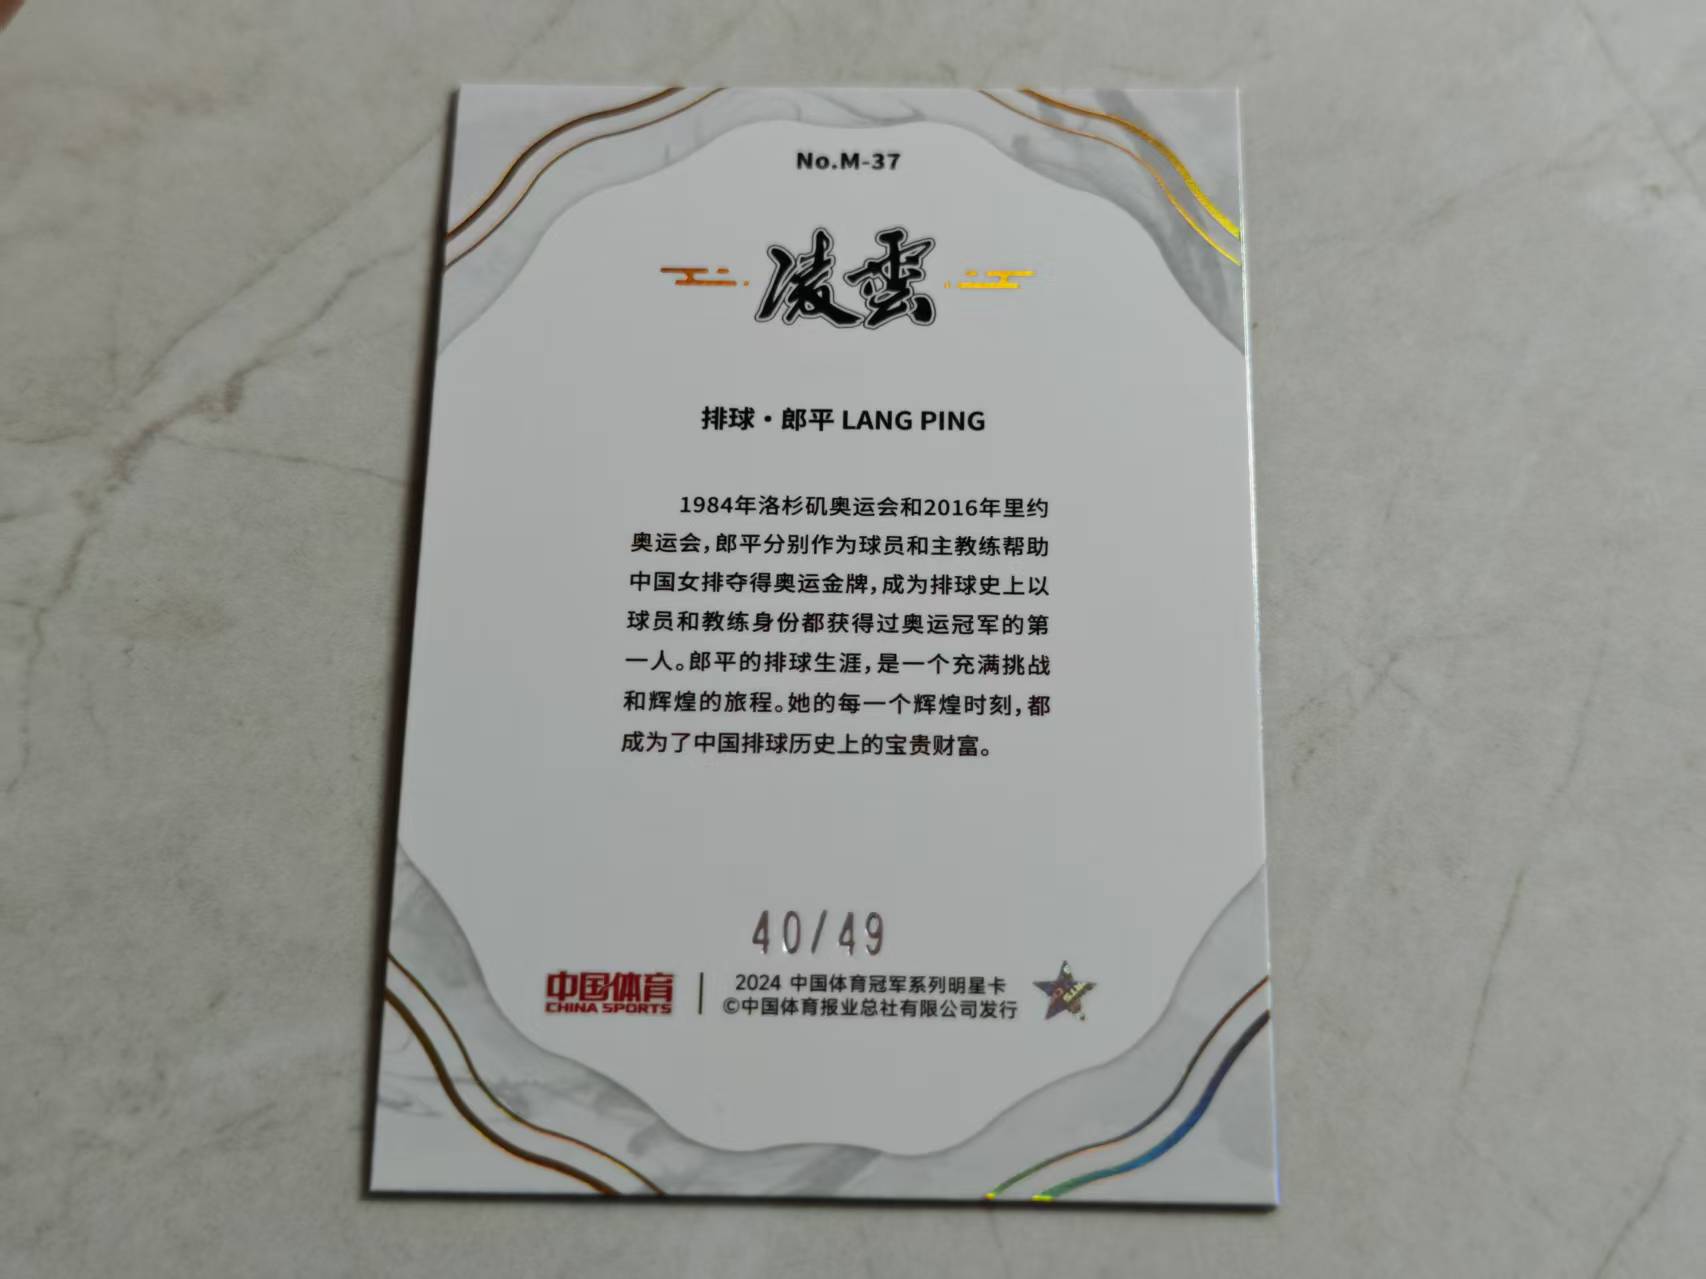 No.M-37
凌雲
排球·郎平 LANG PING
1984年洛杉矶奥运会和2016年里约
奥运会，郎平分别作为球员和主教练帮助
中国女排夺得奥运金牌，成为排球史上以
球员和教练身份都获得过奥运冠军的第
一人。郎平的排球生涯，是一个充满挑战
和辉煌的旅程。她的每一个辉煌时刻，都
成为了中国排球历史上的宝贵财富。
40/49
中国体育
CHINA SPORTS
2024 中国体育冠军系列明星卡
©中国体育报业总社有限公司发行